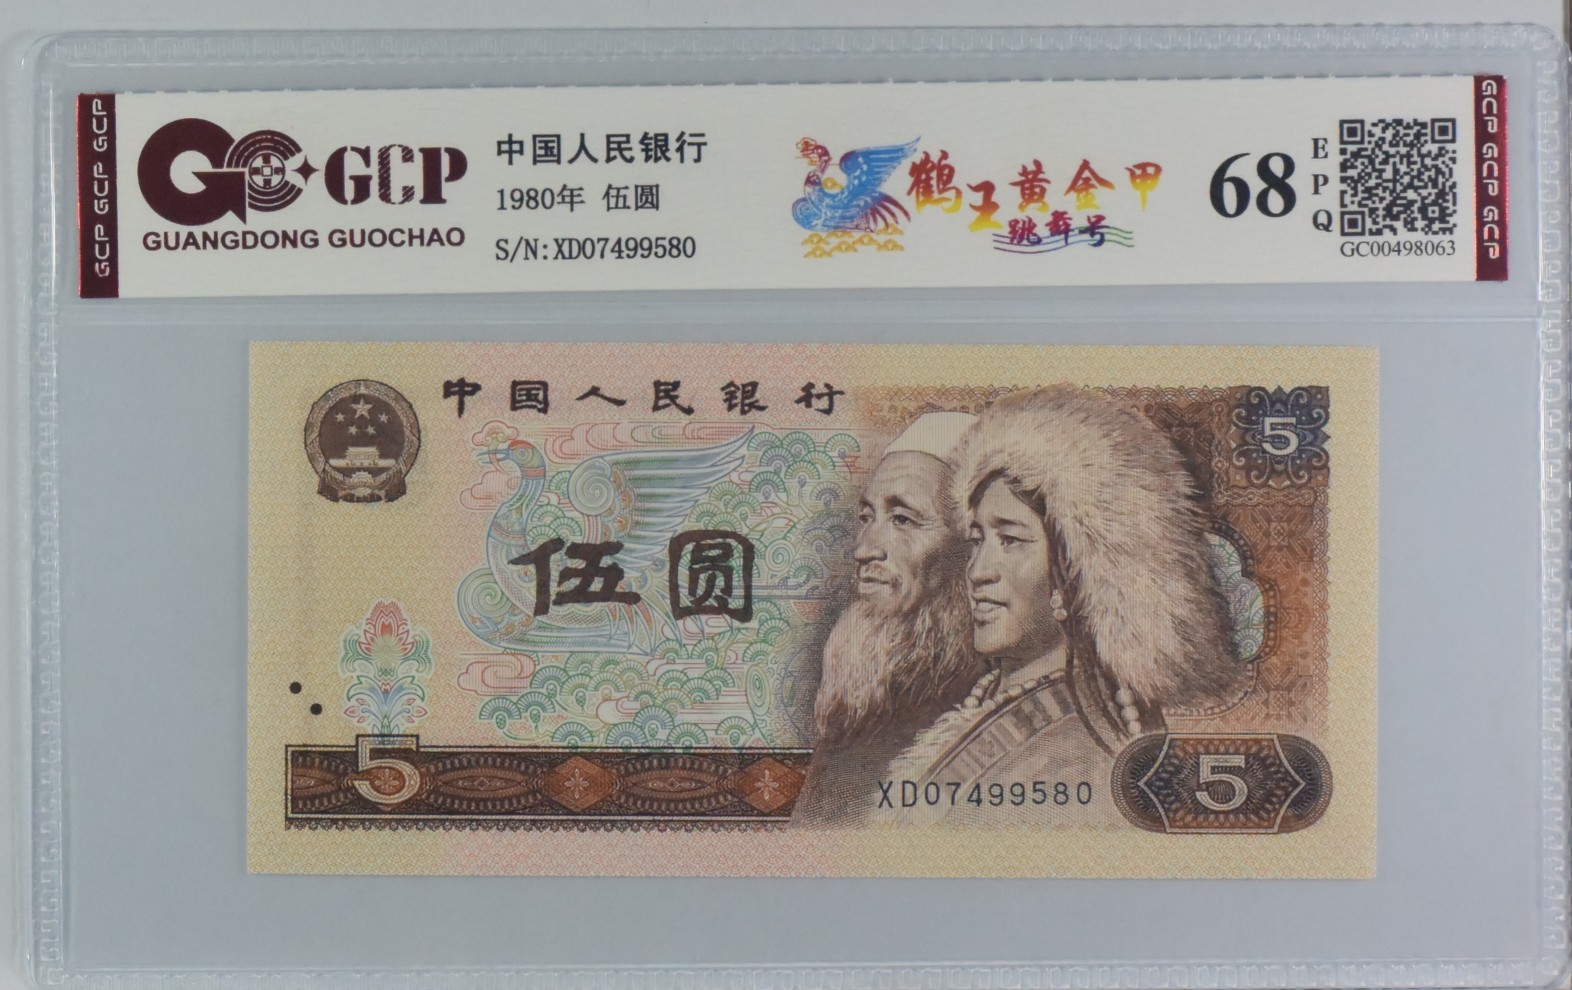 GCP GCP GCP
GCP
GUANGDONG GUOCHAO
中国人民银行
1980年 伍圆
S/N:XD07499580
鹤王黄金甲
跳舞号
68
EPQ
GC00498063
GCP GCP GCP
中国人民银行
5
伍圆
5
XD07499580
5